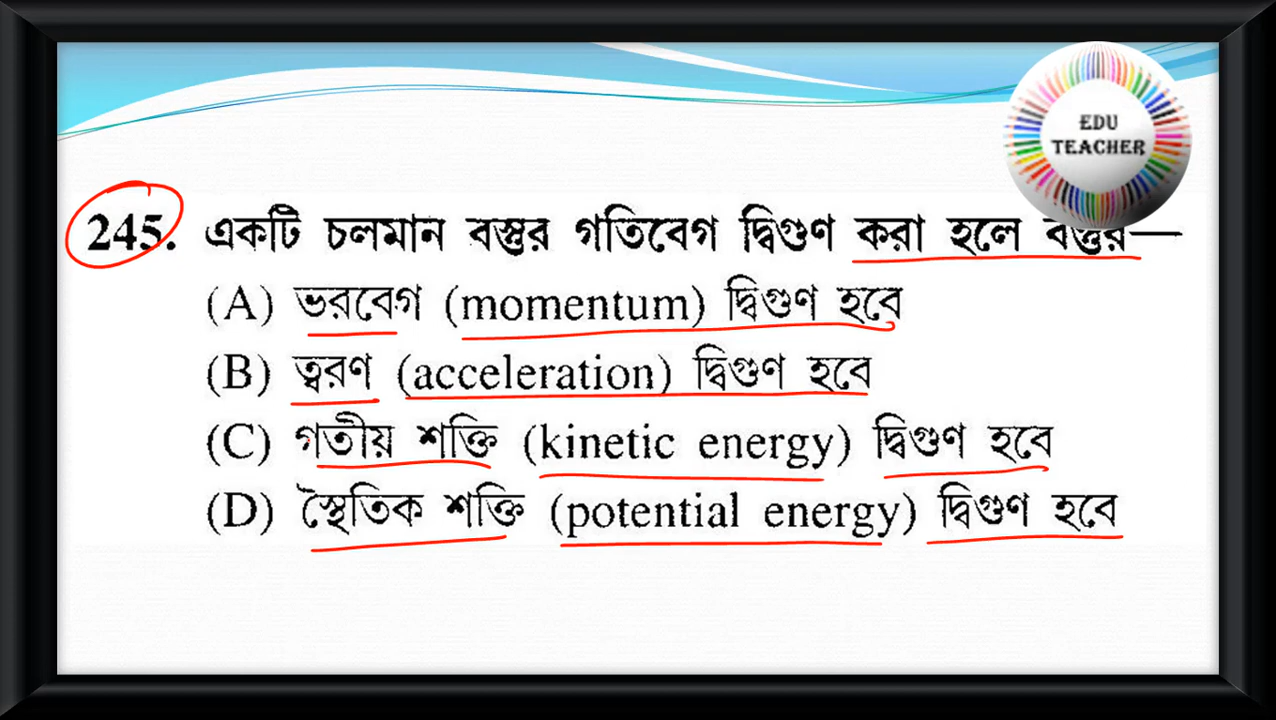 EDU
TEACHER
245. একটি চলমান বস্তুর গতিবেগ দ্বিগুণ করা হলে বস্তুর—
(A) ভরবেগ (momentum) দ্বিগুণ হবে
(B) ত্বরণ (acceleration) দ্বিগুণ হবে
(C) গতীয় শক্তি (kinetic energy) দ্বিগুণ হবে
(D) স্থৈতিক শক্তি (potential energy) দ্বিগুণ হবে